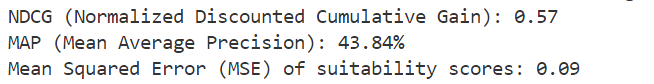 NDCG (Normalized Discounted Cumulative Gain): 0.57
MAP (Mean Average Precision): 43.84%
Mean Squared Error (MSE) of suitability scores: 0.09